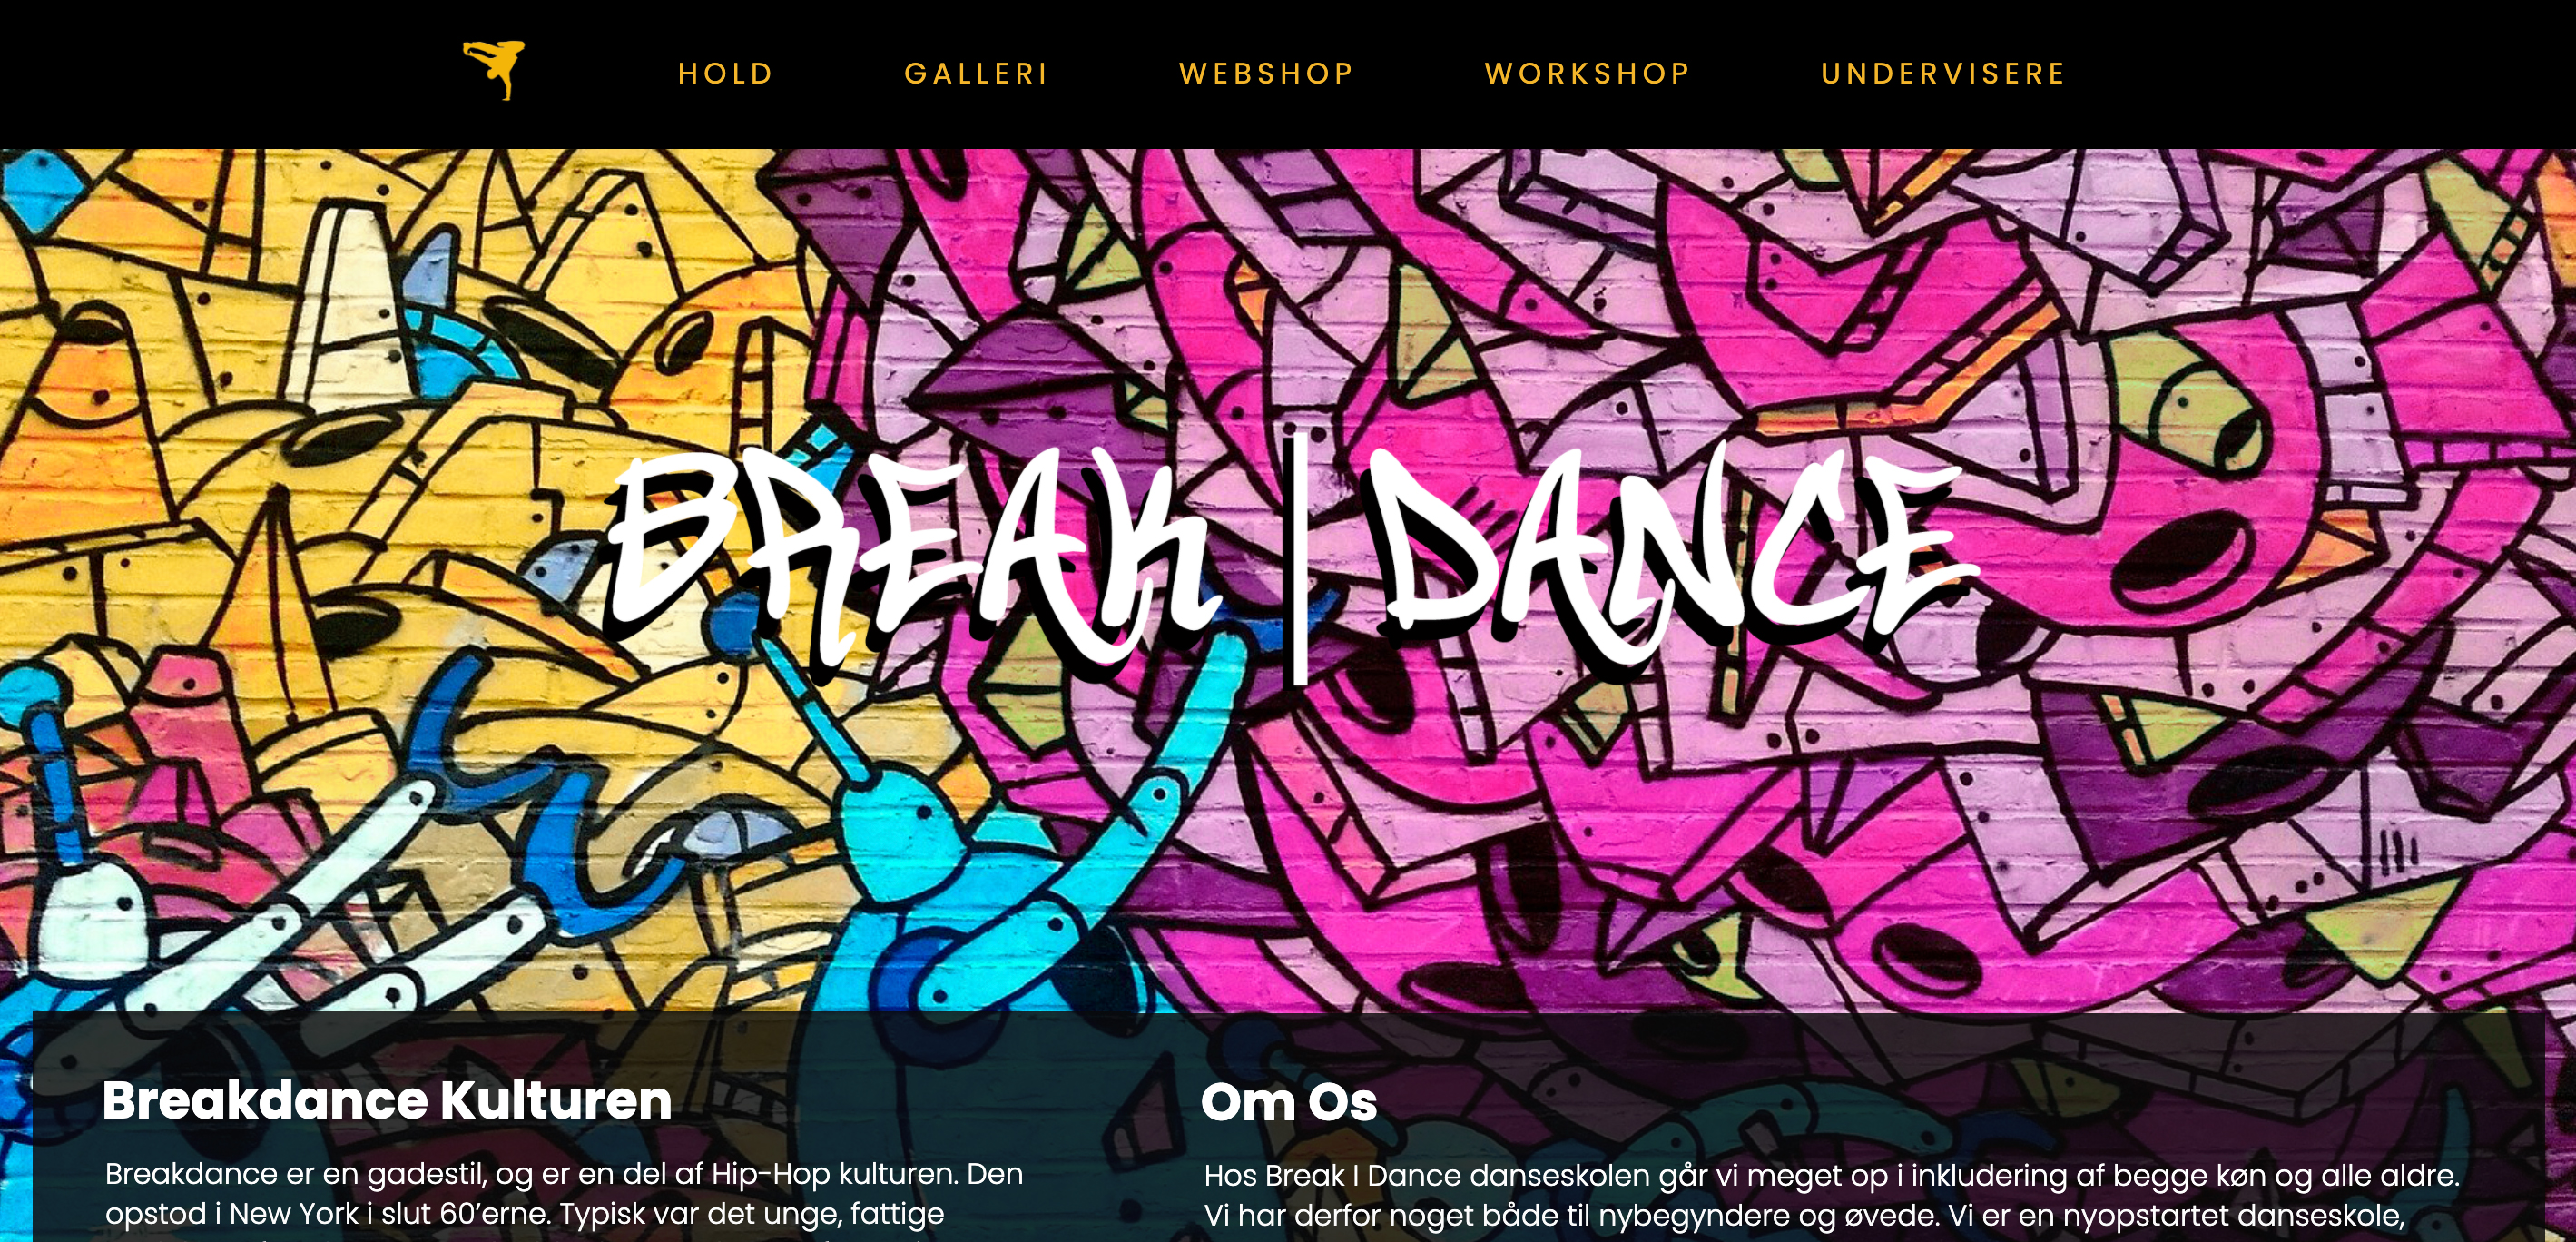 HOLD GALLERI WEBSHOP WORKSHOP UNDERVISERE
BREAK | DANCE
Breakdance Kulturen
Breakdance er en gadestil, og er en del af Hip-Hop kulturen. Den
opstod i New York i slut 60’erne. Typisk var det unge, fattige
Om Os
Hos Break I Dance danseskolen går vi meget op i inkludering af begge køn og alle aldre.
Vi har derfor noget både til nybegyndere og øvede. Vi er en nyopstartet danseskole,